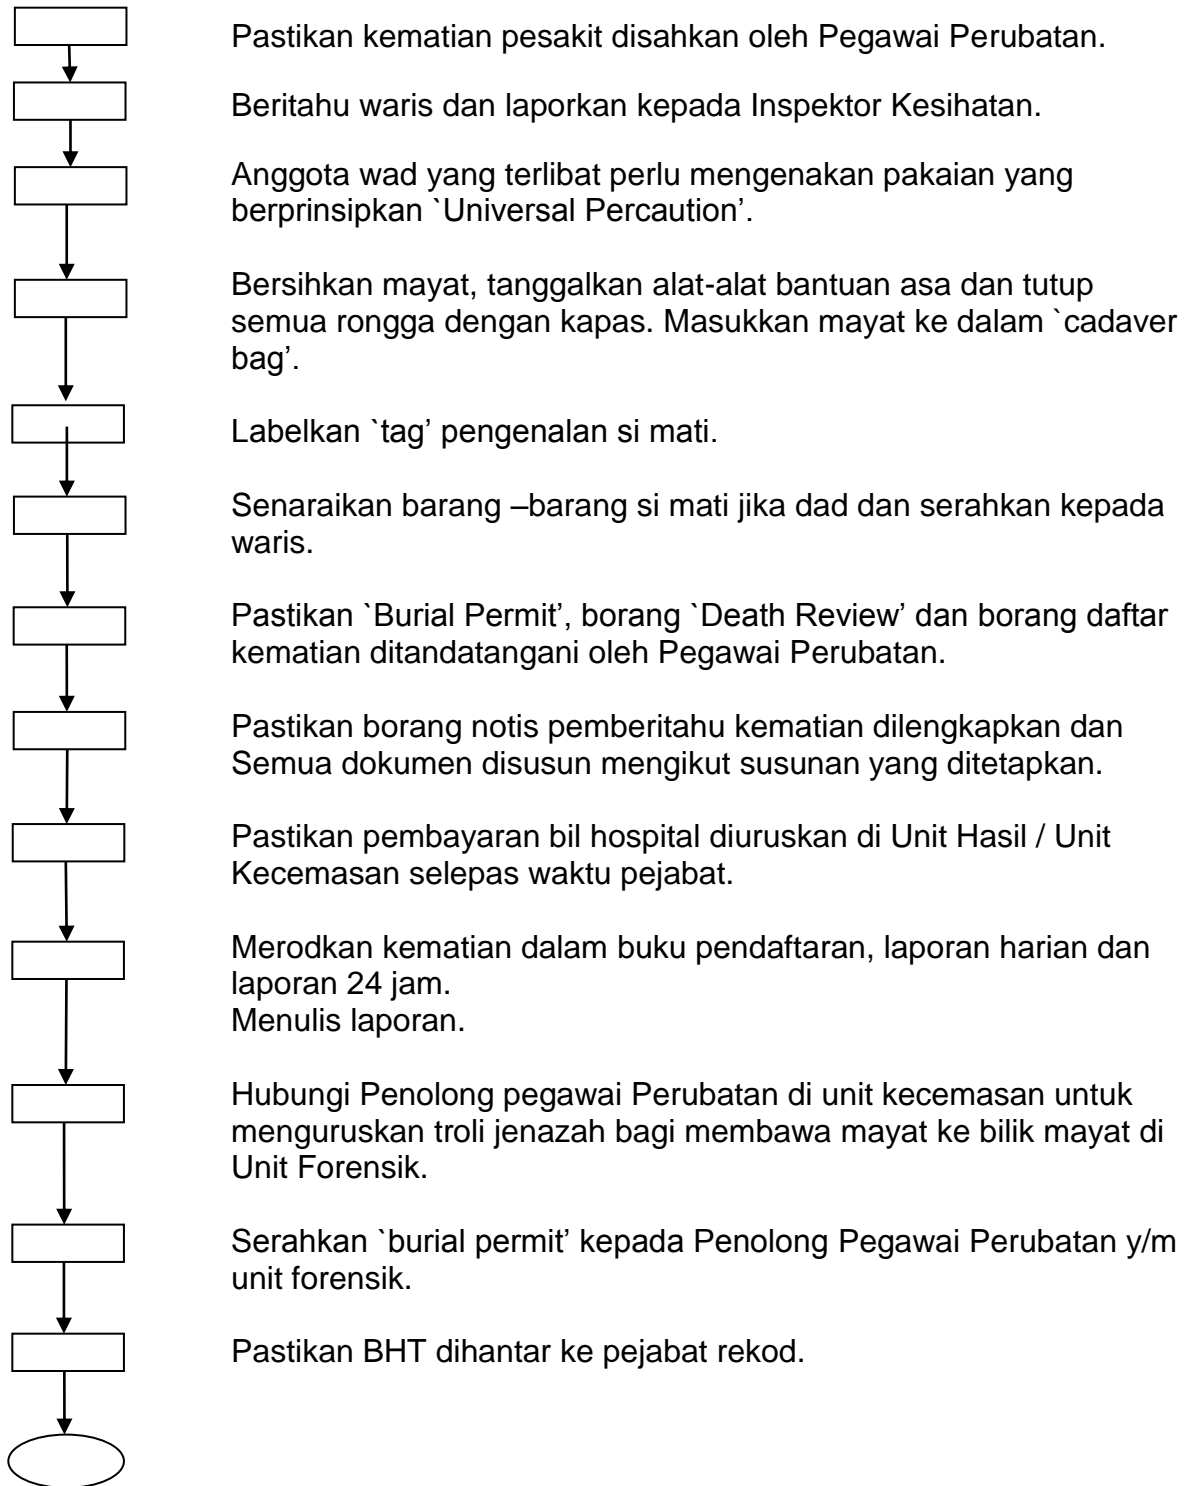 Pastikan kematian pesakit disahkan oleh Pegawai Perubatan.
Beritahu waris dan laporkan kepada Inspektor Kesihatan.
Anggota wad yang terlibat perlu mengenakan pakaian yang
berprinsipkan `Universal Percaution’.
Bersihkan mayat, tanggalkan alat-alat bantuan asa dan tutup
semua rongga dengan kapas. Masukkan mayat ke dalam `cadaver
bag’.
Labelkan `tag’ pengenalan si mati.
Senaraikan barang –barang si mati jika dad dan serahkan kepada
waris.
Pastikan `Burial Permit’, borang `Death Review’ dan borang daftar
kematian ditandatangani oleh Pegawai Perubatan.
Pastikan borang notis pemberitahu kematian dilengkapkan dan
Semua dokumen disusun mengikut susunan yang ditetapkan.
Pastikan pembayaran bil hospital diuruskan di Unit Hasil / Unit
Kecemasan selepas waktu pejabat.
Merodkan kematian dalam buku pendaftaran, laporan harian dan
laporan 24 jam.
Menulis laporan.
Hubungi Penolong pegawai Perubatan di unit kecemasan untuk
menguruskan troli jenazah bagi membawa mayat ke bilik mayat di
Unit Forensik.
Serahkan `burial permit’ kepada Penolong Pegawai Perubatan y/m
unit forensik.
Pastikan BHT dihantar ke pejabat rekod.